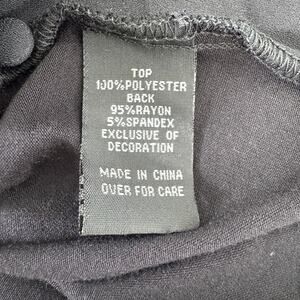 TOP
100%POLYESTER
BACK
95%RAYON
5%SPANDEX
EXCLUSIVE OF
DECORATION
MADE IN CHINA
OVER FOR CARE